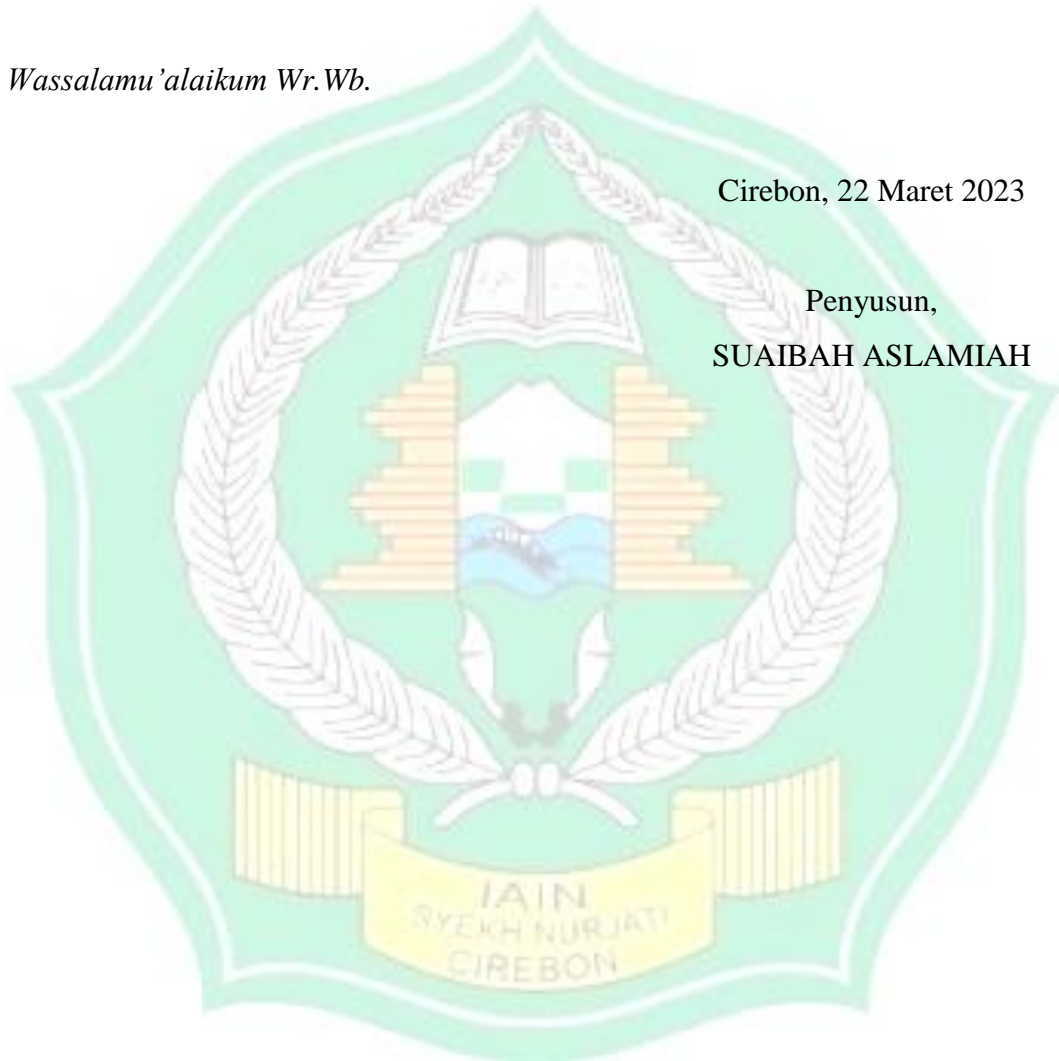 Wassalamu’alaikum Wr.Wb.
Cirebon, 22 Maret 2023
Penyusun,
SUAIBAH ASLAMIAH
IAIN
SYEKH NURJATI
CIREBON